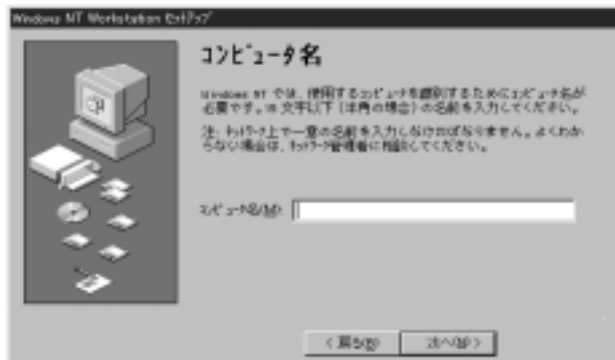 Windows NT Workstation セットアップ
コンピュータ名
Windows NT では、使用するコンピュータを識別するためにコンピュータ名が
必要です。15 文字以下 (半角の場合) の名前を入力してください。
注: ネットワーク上で一意の名前を入力しなければなりません。よくわか
らない場合は、ネットワーク管理者に相談してください。
コンピュータ名(M):
< 戻る(B)
次へ(N) >